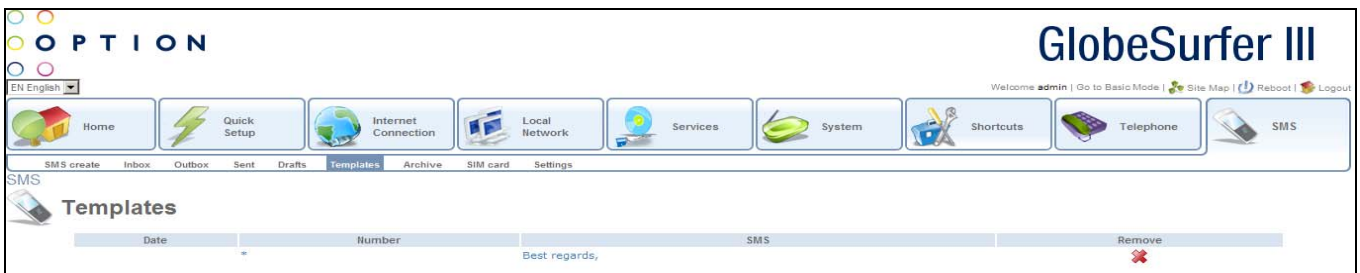 OPTION
GlobeSurfer III
EN English
Welcome admin | Go to Basic Mode | Site Map | Reboot | Logout
Home
Quick Setup
Internet Connection
Local Network
Services
System
Shortcuts
Telephone
SMS
SMS create Inbox Outbox Sent Drafts Templates Archive SIM card Settings
SMS
Templates
Date Number SMS Remove
* Best regards,